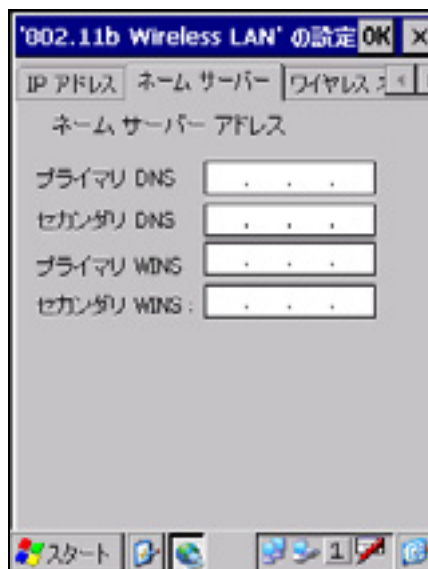 '802.11b Wireless LAN' の設定 OK ×
IP アドレス ネーム サーバー ワイヤレス
ネーム サーバー アドレス
プライマリ DNS . . .
セカンダリ DNS . . .
プライマリ WINS . . .
セカンダリ WINS : . . .
スタート 1